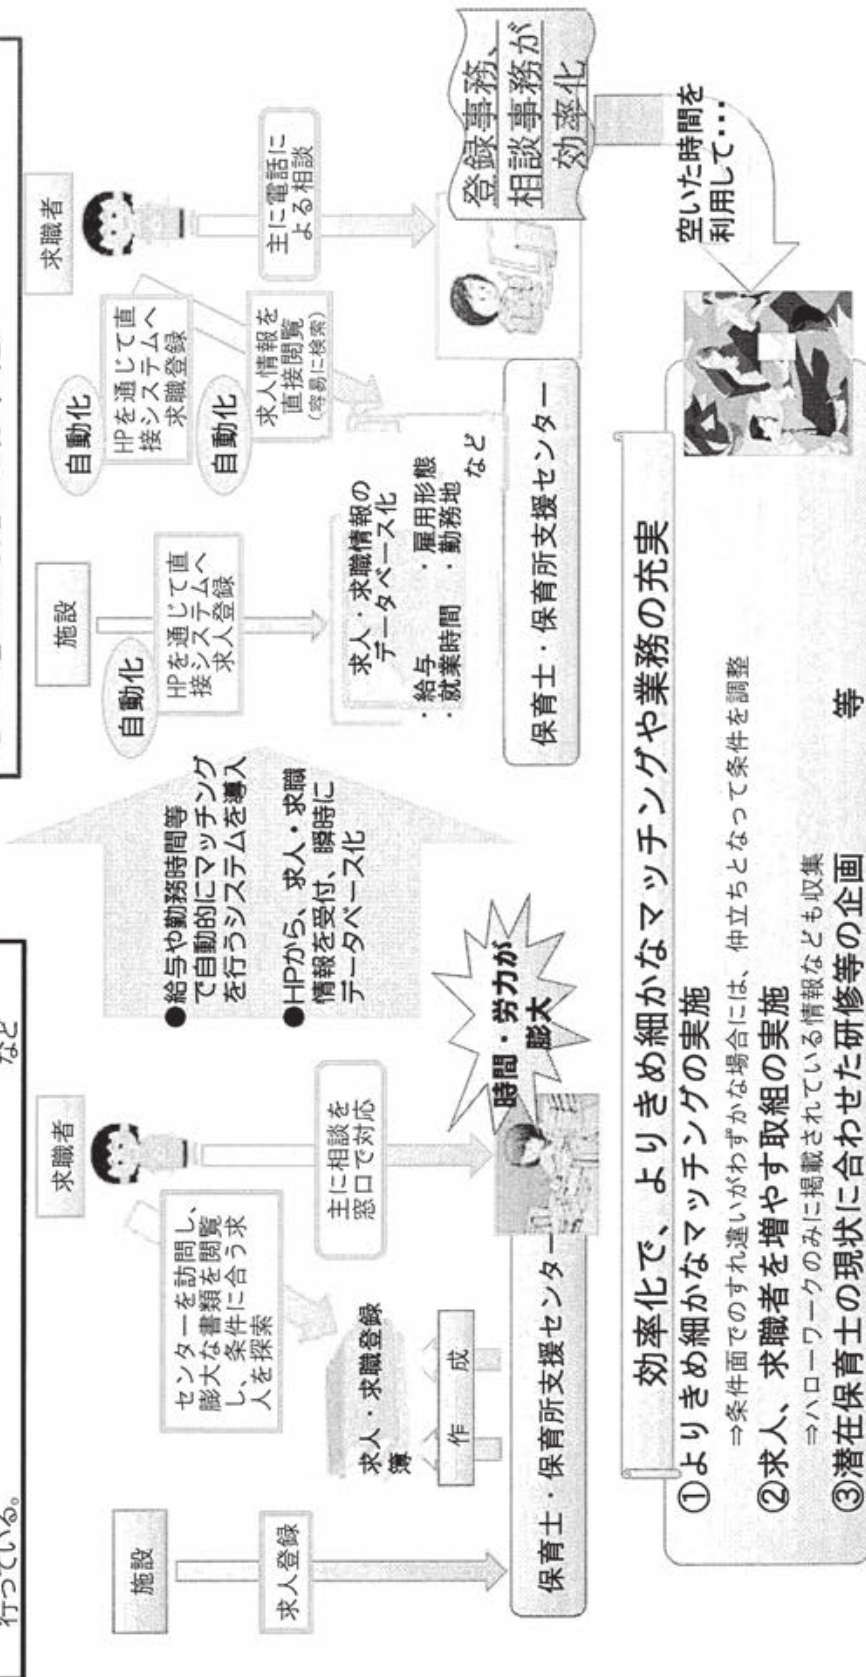 行っている。
など
施設
求人登録
保育士・保育所支援センター
センターを訪問し、
膨大な書類を閲覧
し、条件に合う求
人を探索
求職者
主に相談を
窓口で対応
求人・求職登録
簿
作 成
時間・労力が
膨大
●給与や勤務時間等
で自動的にマッチング
を行うシステムを導入
●HPから、求人・求職
情報を受付、瞬時に
データベース化
施設
自動化
HPを通じて直
接システムへ
求人登録
求人・求職情報の
データベース化
・給与 ・雇用形態
・就業時間 ・勤務地
など
保育士・保育所支援センター
求職者
自動化
HPを通じて直
接システムへ
求職登録
自動化
求人情報を
直接閲覧
(容易に検索)
主に電話に
よる相談
登録事務、
相談事務が
効率化
空いた時間を
利用して・・・
効率化で、よりきめ細かなマッチングや業務の充実
①よりきめ細かなマッチングの実施
⇒条件面でのすれ違いがわずかな場合には、仲立ちとなって条件を調整
②求人、求職者を増やす取組の実施
⇒ハローワークのみに掲載されている情報なども収集
③潜在保育士の現状に合わせた研修等の企画 等